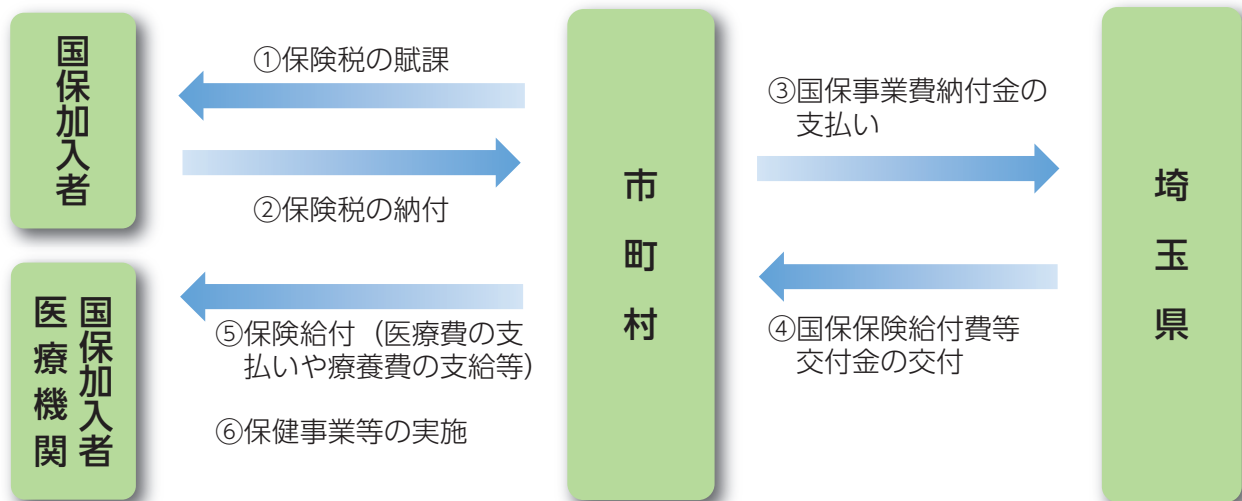 国保加入者
①保険税の賦課
②保険税の納付
市町村
③国保事業費納付金の
支払い
埼玉県
④国保保険給付費等
交付金の交付
国保加入者
医療機関
⑤保険給付（医療費の支
払いや療養費の支給等）
⑥保健事業等の実施